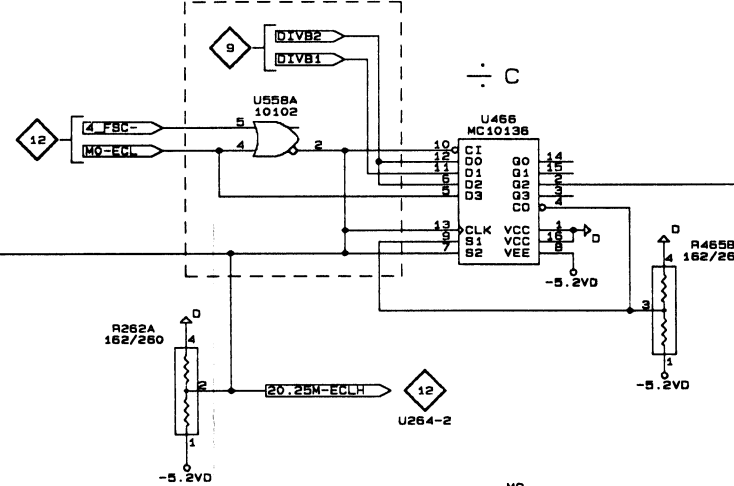 9
DIVB2
DIVB1
÷ C
12
4_FSC-
M0-ECL
U558A
10102
5
4
2
U466
MC10136
10 CI
12 D0
11 D1
6 D2
5 D3
13 CLK
9 S1
7 S2
Q0 14
Q1 15
Q2 2
Q3 3
CO 4
VCC 1
VCC 16
VEE 8
D
-5.2VD
D
R465B
162/26
4
3
1
-5.2VD
R262A
162/260
D
4
2
1
-5.2VD
20.25M-ECLH
12
U264-2